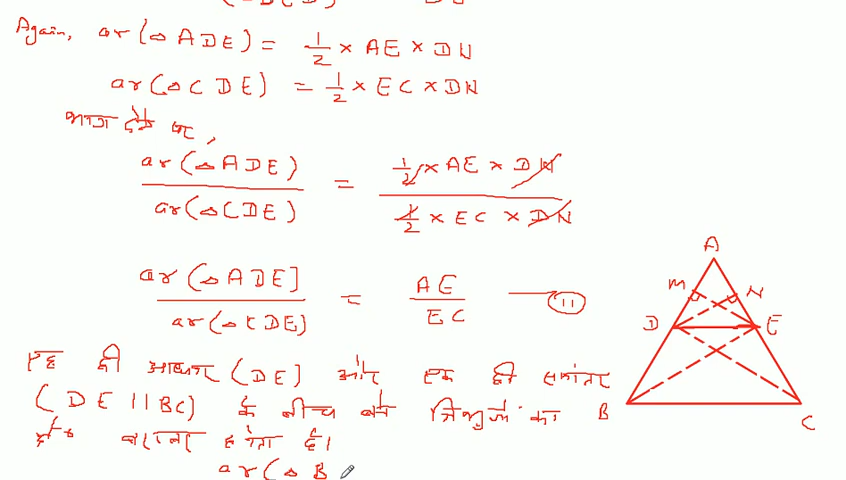 Again, ar(△ADE) = 1/2 × AE × DN
ar(△CDE) = 1/2 × EC × DN
भाग देने पर,
ar(△ADE) / ar(△CDE) = 1/2 × AE × DN / 1/2 × EC × DN
ar(△ADE] / ar(△CDE) = AE / EC — (11)
एक ही आधार (DE] और एक ही समांतर
(DE || BC) के बीच बने त्रिभुजों का
बराबर होता है।
ar(△B
A
M N
D E
B
C